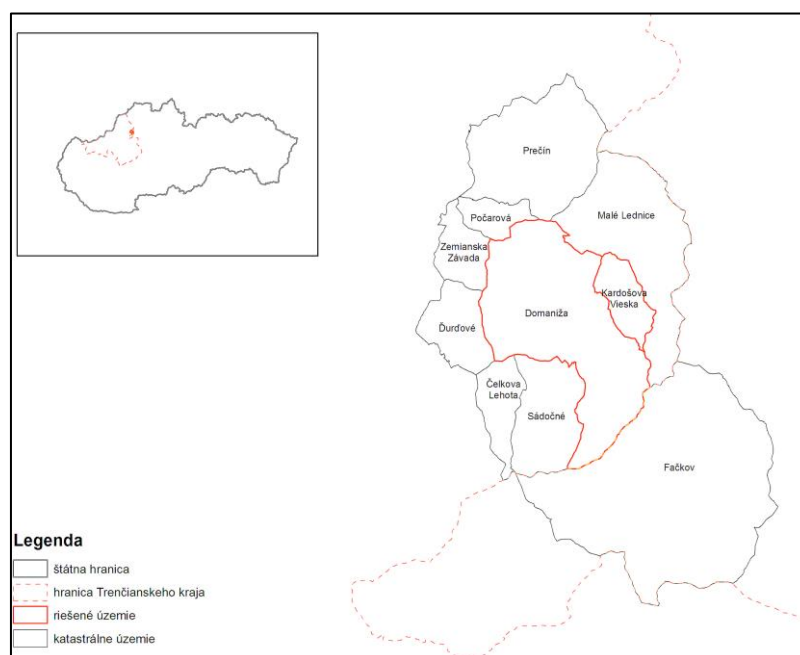 Prečín
Počarová
Malé Lednice
Zemianska
Závada
Kardošova
Vieska
Domaniža
Ďurďové
Čelkova
Lehota
Sádočné
Fačkov
Legenda
štátna hranica
hranica Trenčianskeho kraja
riešené územie
katastrálne územie